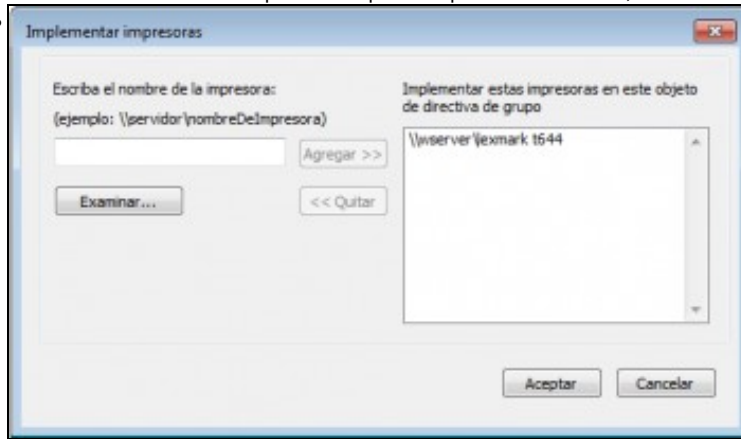 Implementar impresoras
Escriba el nombre de la impresora:
(ejemplo: \\servidor\nombreDeImpresora)
Agregar >>
Examinar...
<< Quitar
Implementar estas impresoras en este objeto
de directiva de grupo
\\wserver\lexmark t644
Aceptar
Cancelar